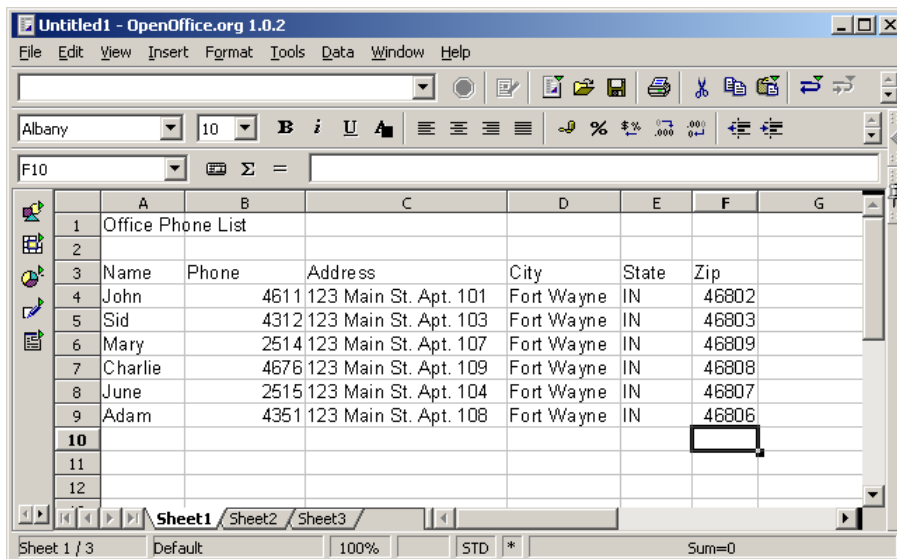 Untitled1 - OpenOffice.org 1.0.2
File Edit View Insert Format Tools Data Window Help
Albany 10 B i U A % $% .000 .000
F10 Σ =
A B C D E F G
1 Office Phone List
2
3 Name Phone Address City State Zip
4 John 4611 123 Main St. Apt. 101 Fort Wayne IN 46802
5 Sid 4312 123 Main St. Apt. 103 Fort Wayne IN 46803
6 Mary 2514 123 Main St. Apt. 107 Fort Wayne IN 46809
7 Charlie 4676 123 Main St. Apt. 109 Fort Wayne IN 46808
8 June 2515 123 Main St. Apt. 104 Fort Wayne IN 46807
9 Adam 4351 123 Main St. Apt. 108 Fort Wayne IN 46806
10
11
12
Sheet1 Sheet2 Sheet3
Sheet 1 / 3 Default 100% STD * Sum=0